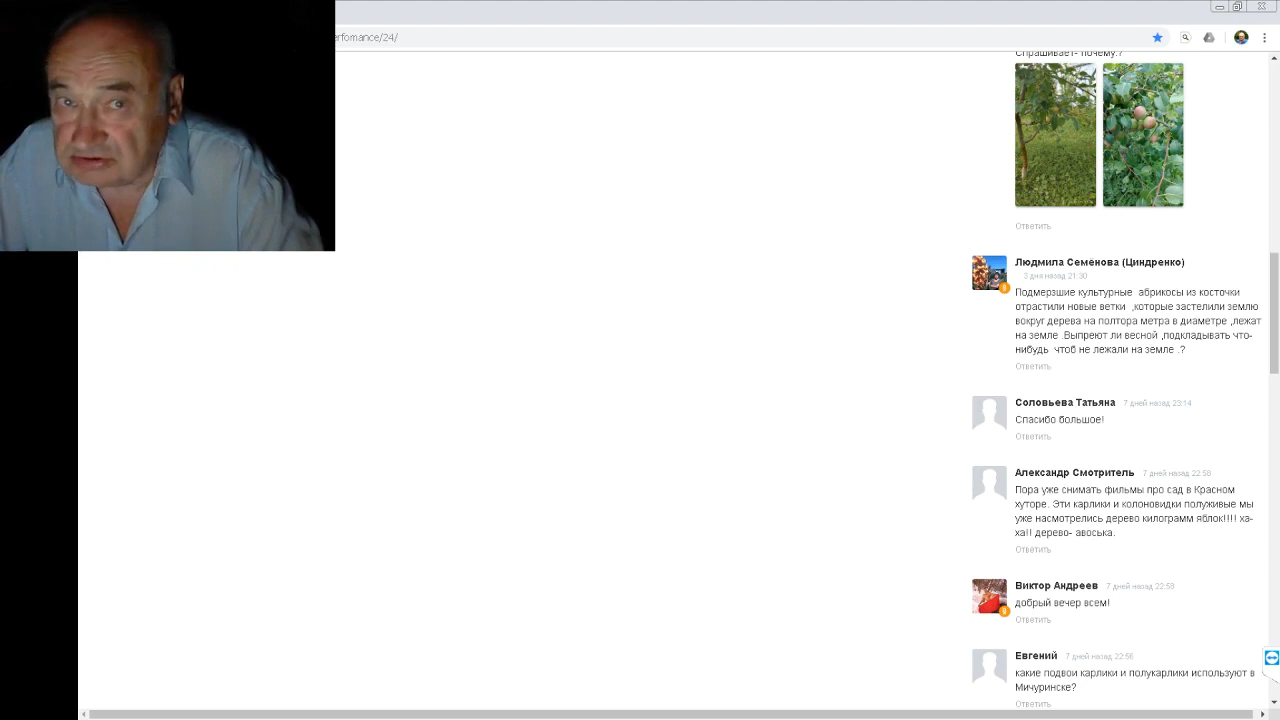 erfomance/24/
Спрашивает- почему.?
Ответить
Людмила Семенова (Циндренко)
3 дня назад 21:30
Подмерзшие культурные абрикосы из косточки
отрастили новые ветки ,которые застелили землю
вокруг дерева на полтора метра в диаметре ,лежат
на земле .Выпреют ли весной ,подкладывать что-
нибудь чтоб не лежали на земле .?
Ответить
Соловьева Татьяна 7 дней назад 23:14
Спасибо большое!
Ответить
Александр Смотритель 7 дней назад 22:58
Пора уже снимать фильмы про сад в Красном
хуторе. Эти карлики и колоновидки полуживые мы
уже насмотрелись дерево килограмм яблок!!!! ха-
ха!! дерево- авоська.
Ответить
Виктор Андреев 7 дней назад 22:58
добрый вечер всем!
Ответить
Евгений 7 дней назад 22:56
какие подвои карлики и полукарлики используют в
Мичуринске?
Ответить